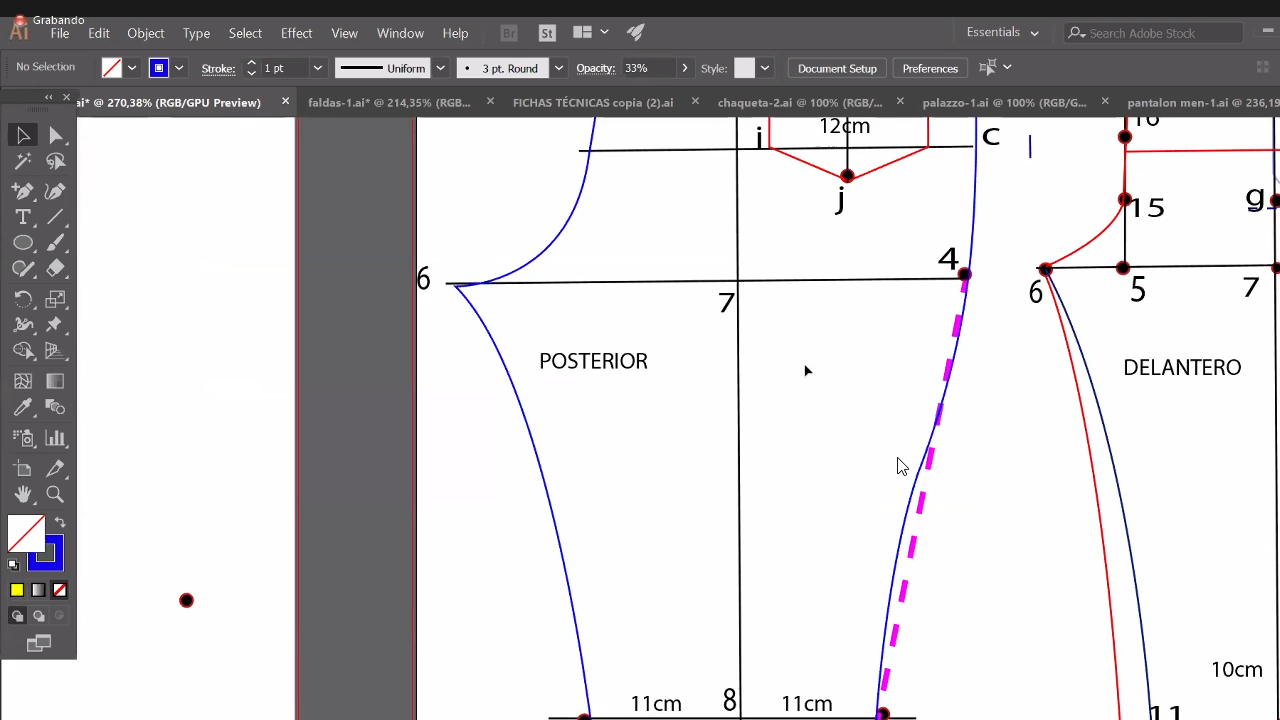 Grabando
Ai File Edit Object Type Select Effect View Window Help Br St Essentials Search Adobe Stock
No Selection Stroke: 1 pt Uniform 3 pt. Round Opacity: 33% Style: Document Setup Preferences
ai* @ 270,38% (RGB/GPU Preview) faldas-1.ai* @ 214,35% (RGB... FICHAS TÉCNICAS copia (2).ai chaqueta-2.ai @ 100% (RGB/... palazzo-1.ai @ 100% (RGB/G... pantalon men-1.ai @ 236,19
12cm 16
i c
j 15 g
4
6 7 6 5 7
POSTERIOR DELANTERO
10cm
11cm 8 11cm 11